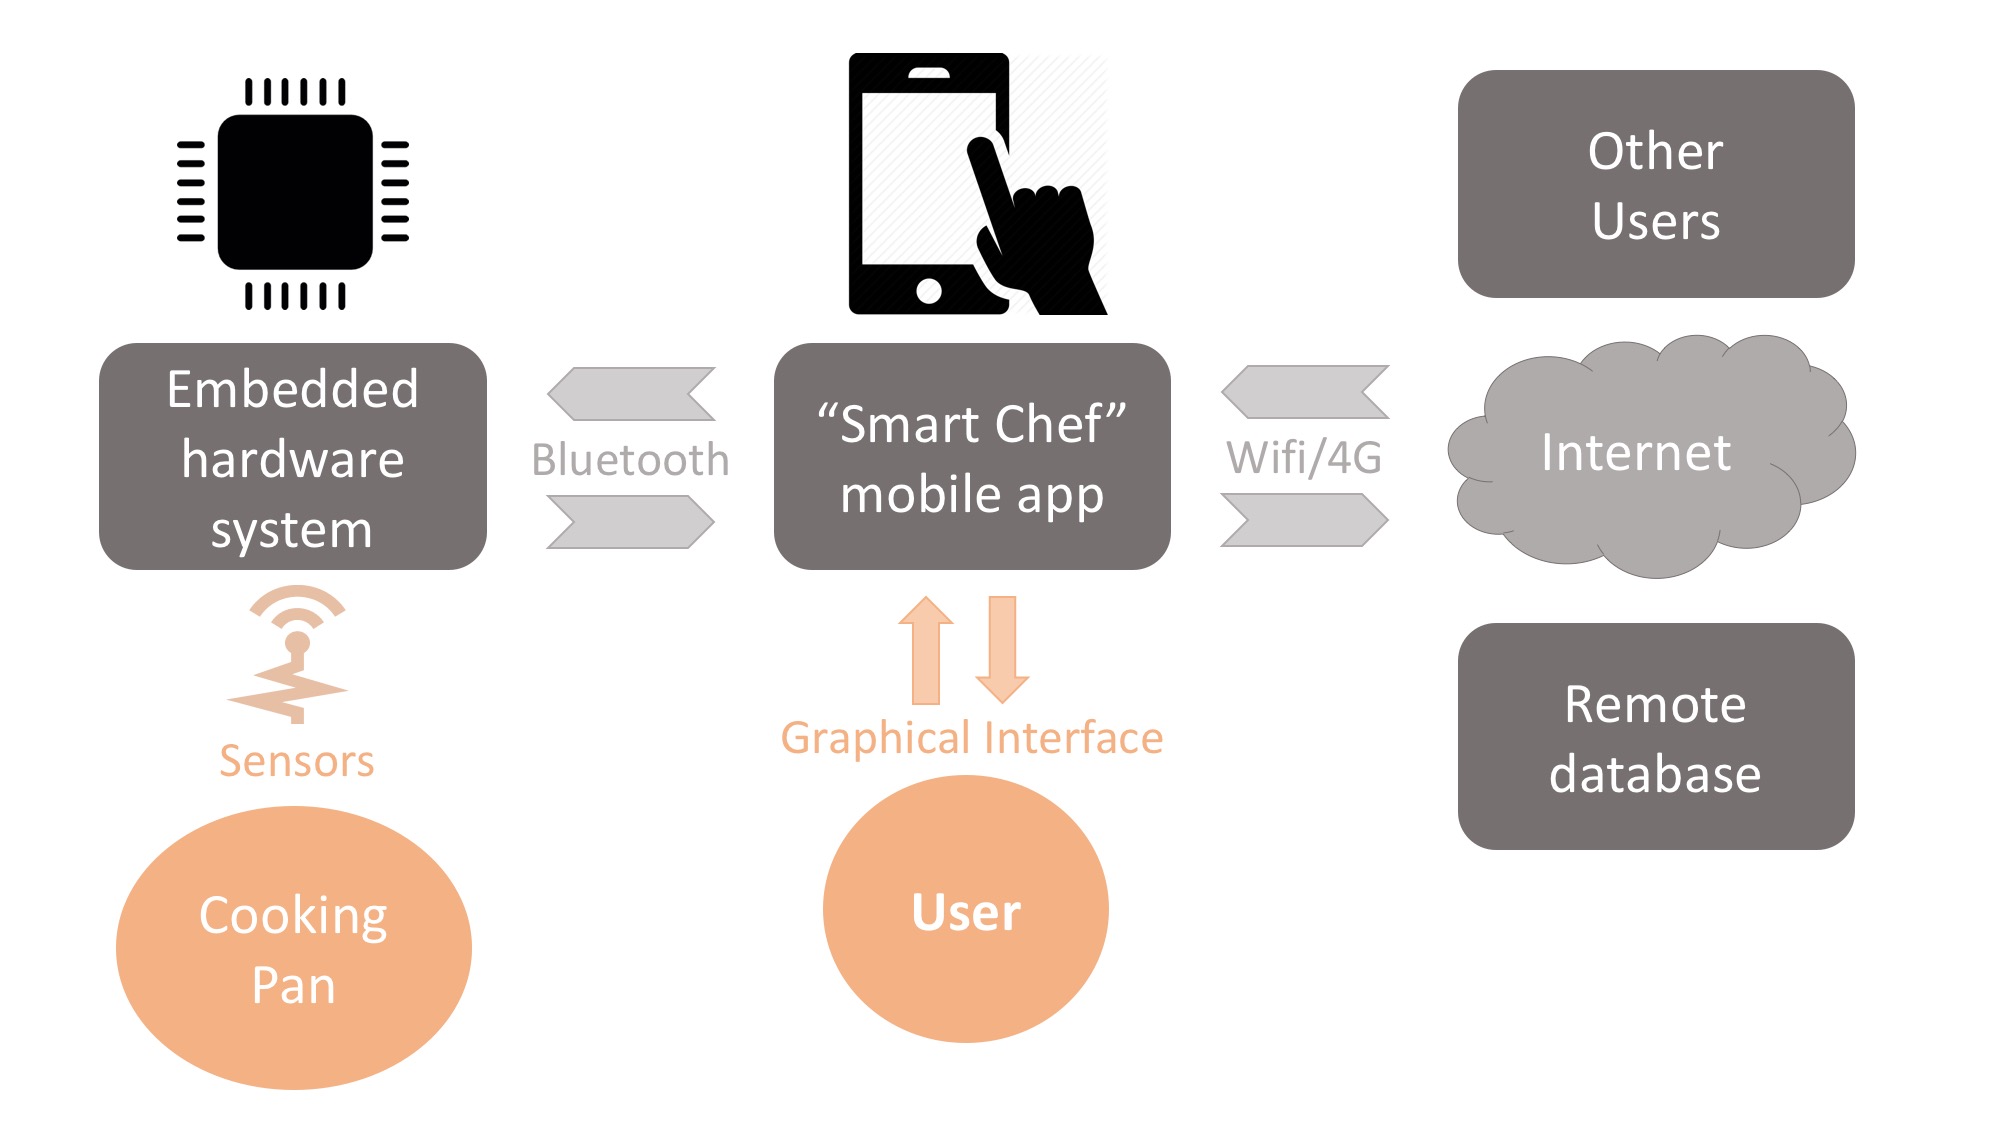 Other
Users
Embedded
hardware
system
Bluetooth
“Smart Chef”
mobile app
Wifi/4G
Internet
Sensors
Graphical Interface
Remote
database
Cooking
Pan
User